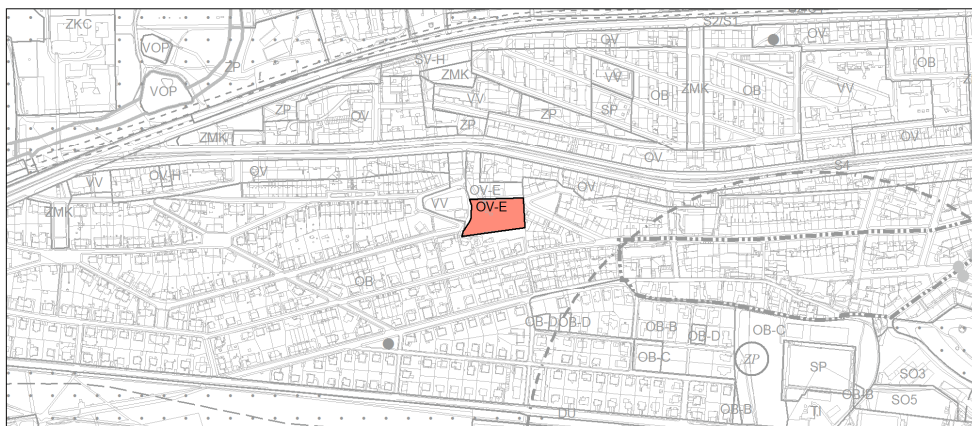 ZKC
S2/S1
VOP
OV
OV
ZP
SV-H
OB
ZMK
VV
VOP
VV
ZMK
OB
OB
VV
ZP
OV
ZP
SP
ZP
ZMK
OV
OV
S4
VV
OV-H
OV
OV-E
OV
ZMK
VV
OV-E
OB
OB-D
OB-D
OB-B
OB-D
OB-C
OB-C
ZP
SP
SO3
OB-B
SO5
DU
OB-B
TI